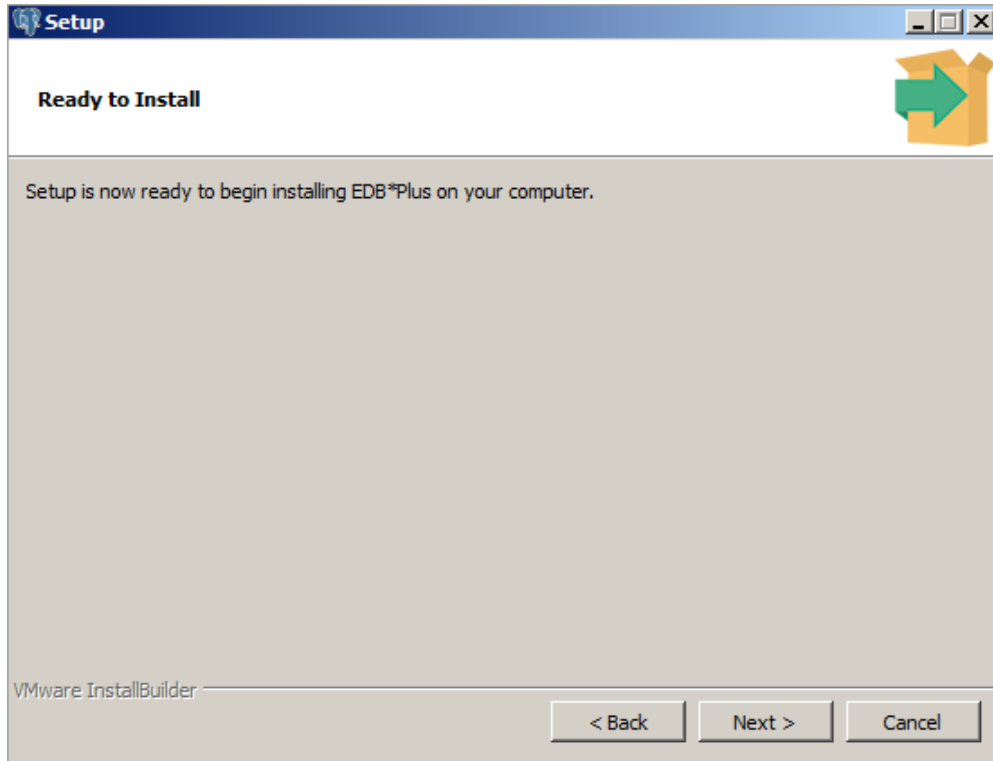 Setup
Ready to Install
Setup is now ready to begin installing EDB*Plus on your computer.
VMware InstallBuilder
< Back Next > Cancel